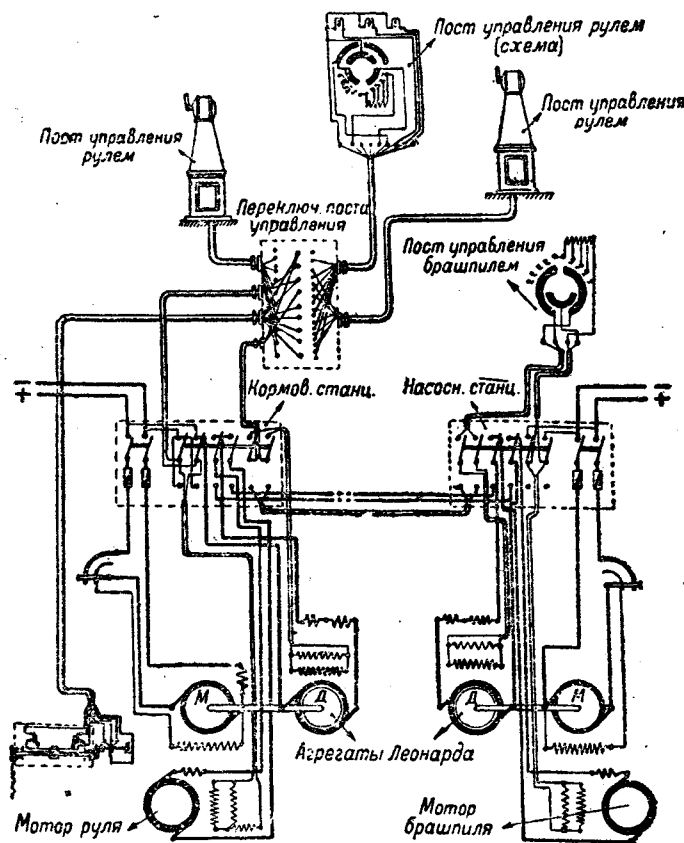 Пост управления рулем
(схема)
Пост управления
рулем
Пост управления
рулем
Переключ. поста
управления
Пост управления
брашпилем
Кормов. станц.
Насосн. станц.
М
Д
Д
М
Агрегаты Леонарда
Мотор руля
Мотор
брашпиля